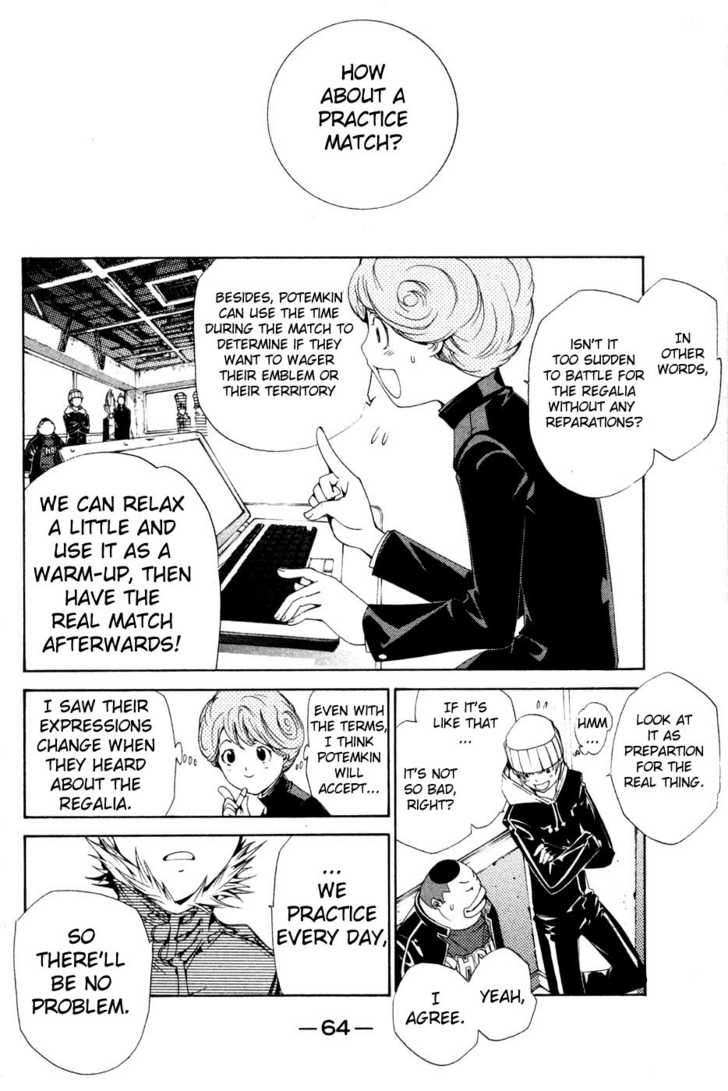 HOW
ABOUT A
PRACTICE
MATCH?
IN
OTHER
WORDS,
ISN'T IT
TOO SUDDEN
TO BATTLE FOR
THE REGALIA
WITHOUT ANY
REPARATIONS?
BESIDES, POTEMKIN
CAN USE THE TIME
DURING THE MATCH TO
DETERMINE IF THEY
WANT TO WAGER
THEIR EMBLEM OR
THEIR TERRITORY
WE CAN RELAX
A LITTLE AND
USE IT AS A
WARM-UP, THEN
HAVE THE
REAL MATCH
AFTERWARDS!
LOOK AT
IT AS
PREPARTION
FOR THE
REAL THING.
HMM
...
IF IT'S
LIKE THAT
...
IT'S NOT
SO BAD,
RIGHT?
YEAH,
I
AGREE.
EVEN WITH
THE TERMS,
I THINK
POTEMKIN
WILL
ACCEPT...
I SAW THEIR
EXPRESSIONS
CHANGE WHEN
THEY HEARD
ABOUT THE
REGALIA.
...
WE
PRACTICE
EVERY DAY,
SO
THERE'LL
BE NO
PROBLEM.
—64—